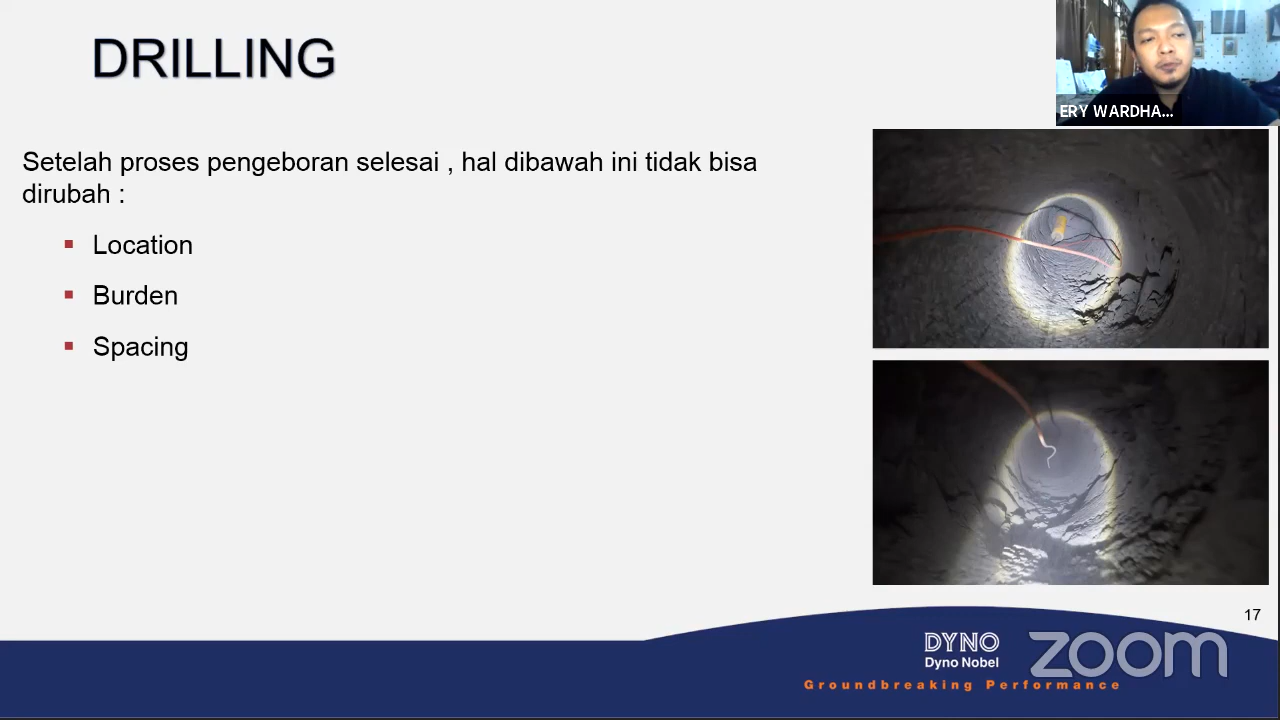 DRILLING
ERY WARDHA...
Setelah proses pengeboran selesai , hal dibawah ini tidak bisa
dirubah :
Location
Burden
Spacing
17
DYNO
Dyno Nobel
Groundbreaking Performance
zoom